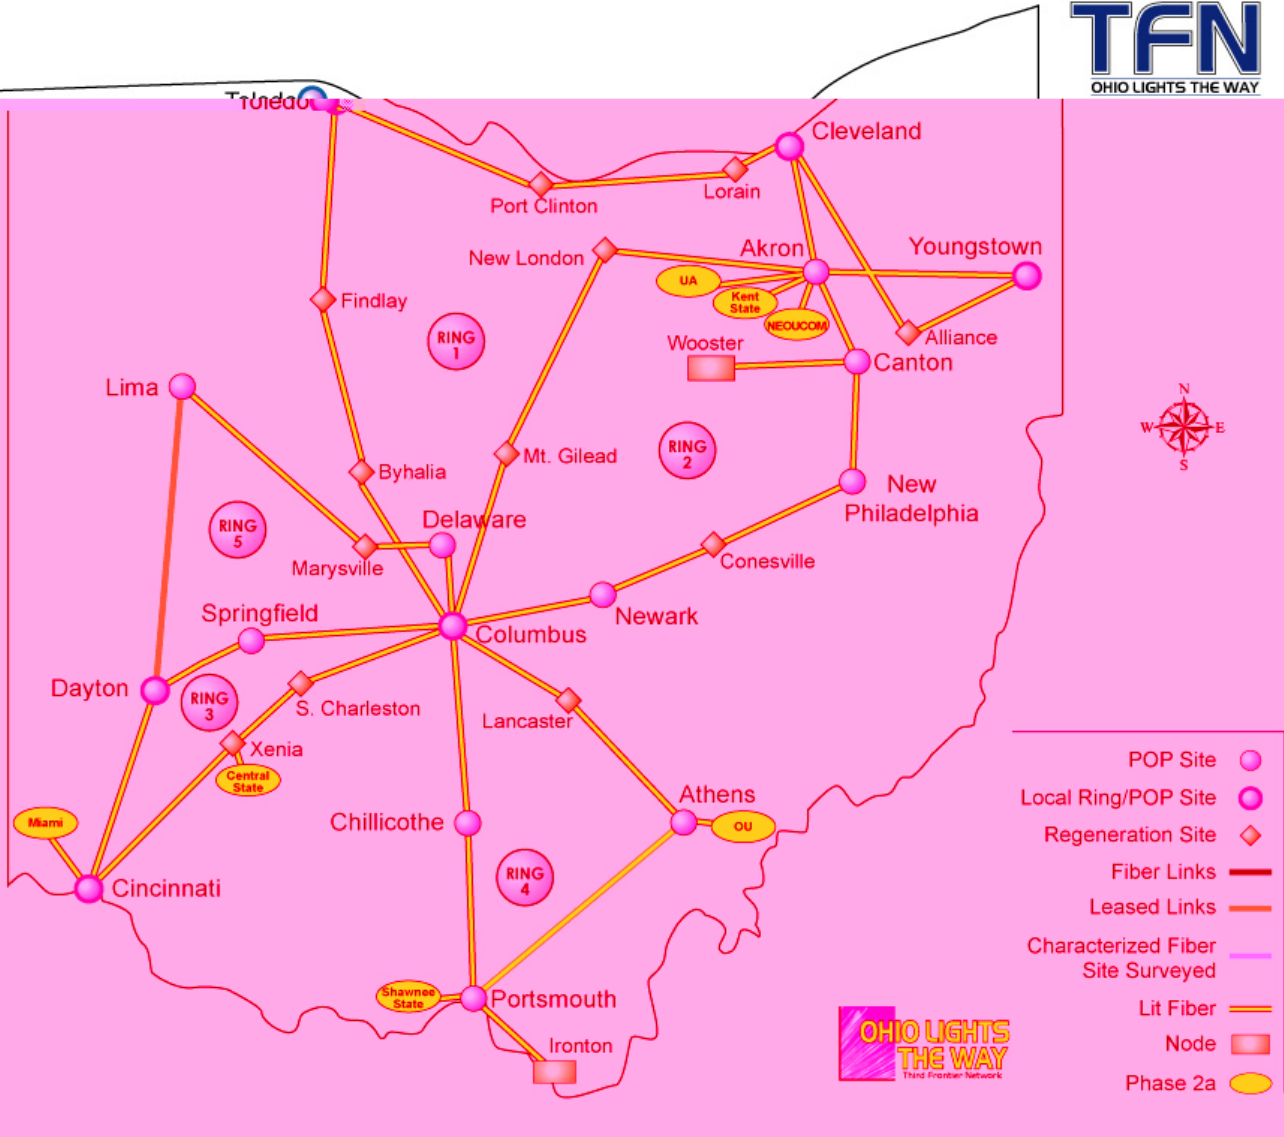 TFN
OHIO LIGHTS THE WAY
Toledo
Cleveland
Port Clinton
Lorain
New London
Akron
Youngstown
UA
Kent
State
NEOUCOM
Findlay
RING
1
Wooster
Alliance
Canton
Lima
N
W
E
S
Byhalia
Mt. Gilead
RING
2
New
Philadelphia
Delaware
RING
5
Marysville
Conesville
Springfield
Newark
Columbus
Dayton
RING
3
S. Charleston
Lancaster
Xenia
Central
State
Miami
Chillicothe
Athens
OU
RING
4
Cincinnati
Shawnee
State
Portsmouth
Ironton
OHIO LIGHTS
THE WAY
Third Frontier Network
POP Site
Local Ring/POP Site
Regeneration Site
Fiber Links
Leased Links
Characterized Fiber
Site Surveyed
Lit Fiber
Node
Phase 2a